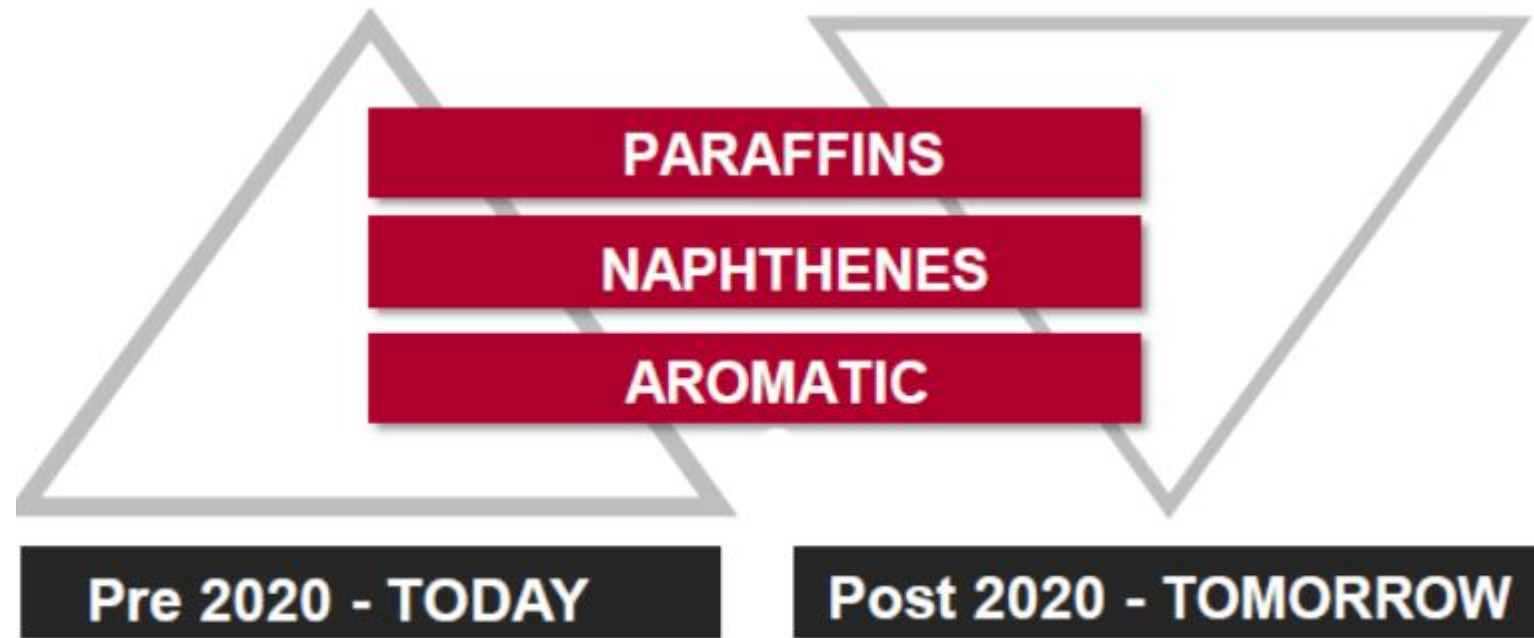 PARAFFINS
NAPHTHENES
AROMATIC
Pre 2020 - TODAY
Post 2020 - TOMORROW